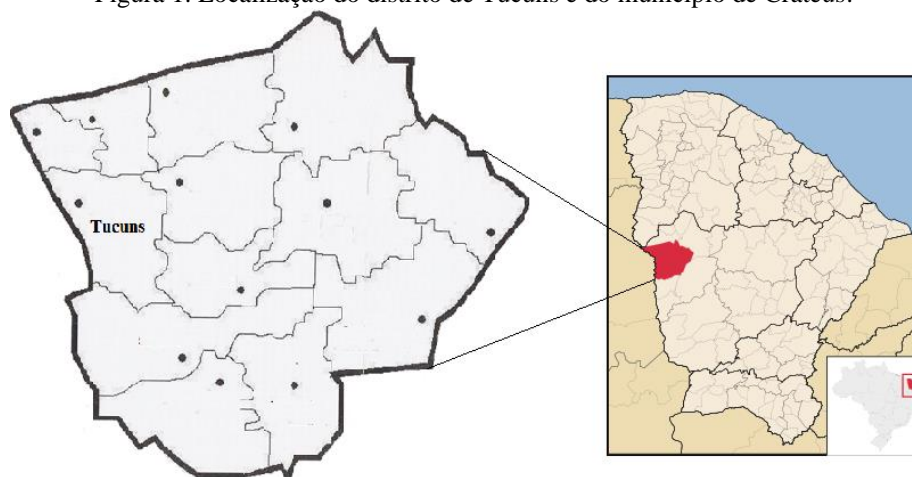 Figura 1. Localização do distrito de Tucuns e do município de Crateús.
Tucuns